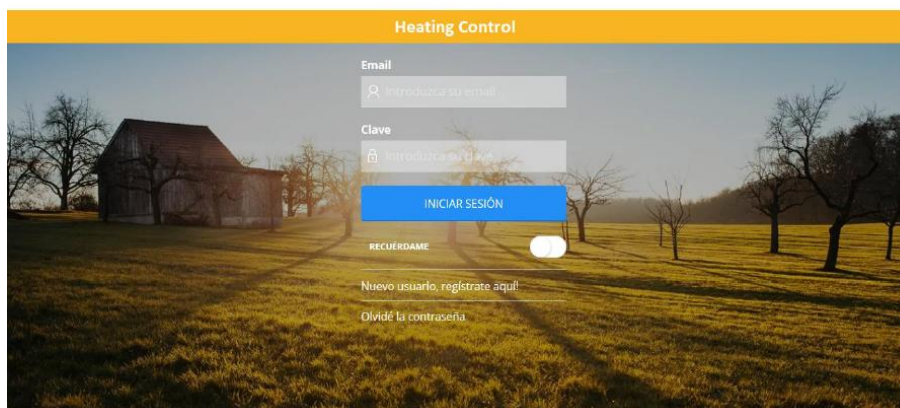 Heating Control
Email
Introduzca su email
Clave
Introduzca su clave
INICIAR SESIÓN
RECUÉRDAME
Nuevo usuario, regístrate aquí!
Olvidé la contraseña